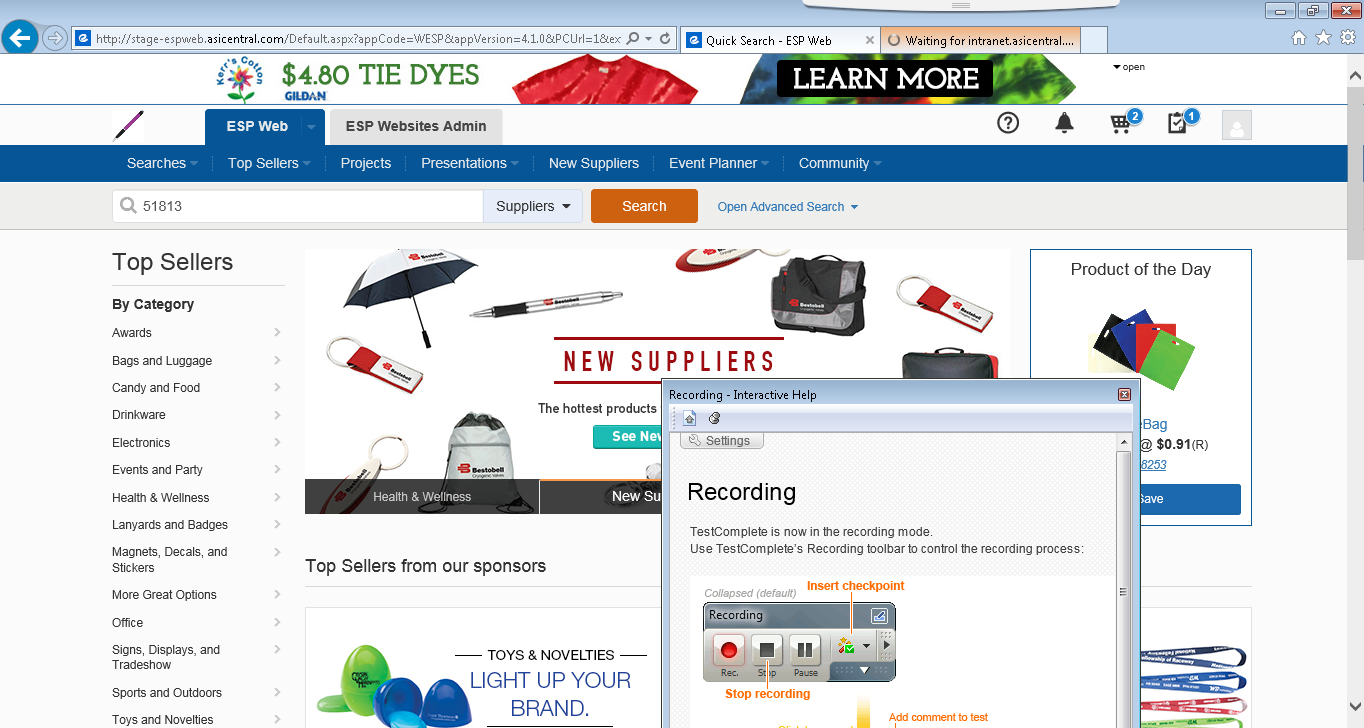 http://stage-espweb.asicentral.com/Default.aspx?appCode=WESP&appVersion=4.1.0&PCUrl=1&ex
Quick Search - ESP Web
Waiting for intranet.asicentral....
Kerr's Cotton
$4.80 TIE DYES
GILDAN
LEARN MORE
open
ESP Web
ESP Websites Admin
2
1
Searches
Top Sellers
Projects
Presentations
New Suppliers
Event Planner
Community
51813
Suppliers
Search
Open Advanced Search
Top Sellers
By Category
Awards
Bags and Luggage
Candy and Food
Drinkware
Electronics
Events and Party
Health & Wellness
Lanyards and Badges
Magnets, Decals, and
Stickers
More Great Options
Office
Signs, Displays, and
Tradeshow
Sports and Outdoors
Toys and Novelties
Bestobell
Bestobell
Bestobell
Bestobell
Bestobell
Bestobell
NEW SUPPLIERS
The hottest products
See Nev
Health & Wellness
New Su
Product of the Day
eBag
@ $0.91(R)
8253
Save
Top Sellers from our sponsors
TOYS & NOVELTIES
LIGHT UP YOUR
BRAND.
Recording - Interactive Help
Settings
Recording
TestComplete is now in the recording mode.
Use TestComplete's Recording toolbar to control the recording process:
Insert checkpoint
Collapsed (default)
Recording
Rec.
Stop
Pause
Stop recording
Add comment to test